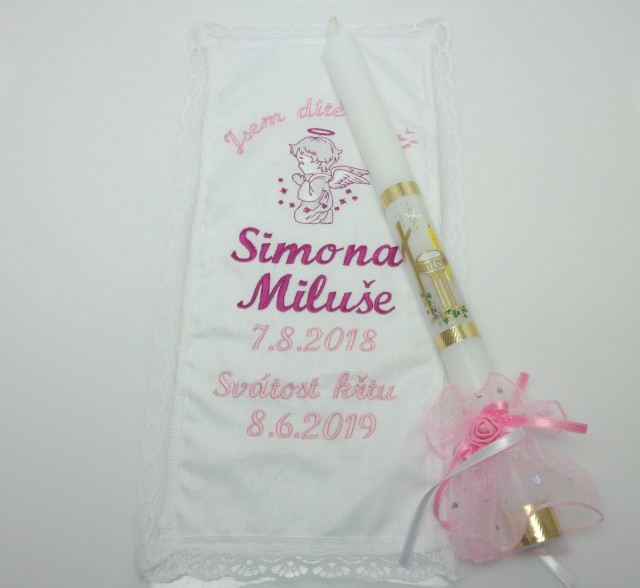 Jsem dítě
Simona
Miluše
7.8.2018
Svátost křtu
8.6.2019